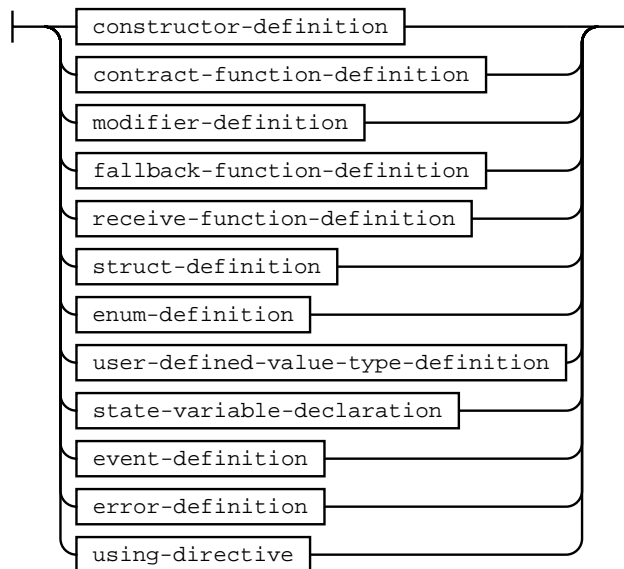 constructor-definition
contract-function-definition
modifier-definition
fallback-function-definition
receive-function-definition
struct-definition
enum-definition
user-defined-value-type-definition
state-variable-declaration
event-definition
error-definition
using-directive